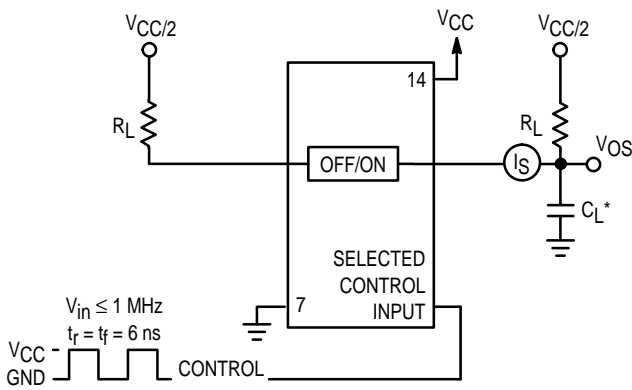 VCC/2
VCC
VCC/2
14
RL
RL
VOS
OFF/ON
IS
CL*
SELECTED
CONTROL
INPUT
7
Vin ≤ 1 MHz
tr = tf = 6 ns
VCC
GND
CONTROL